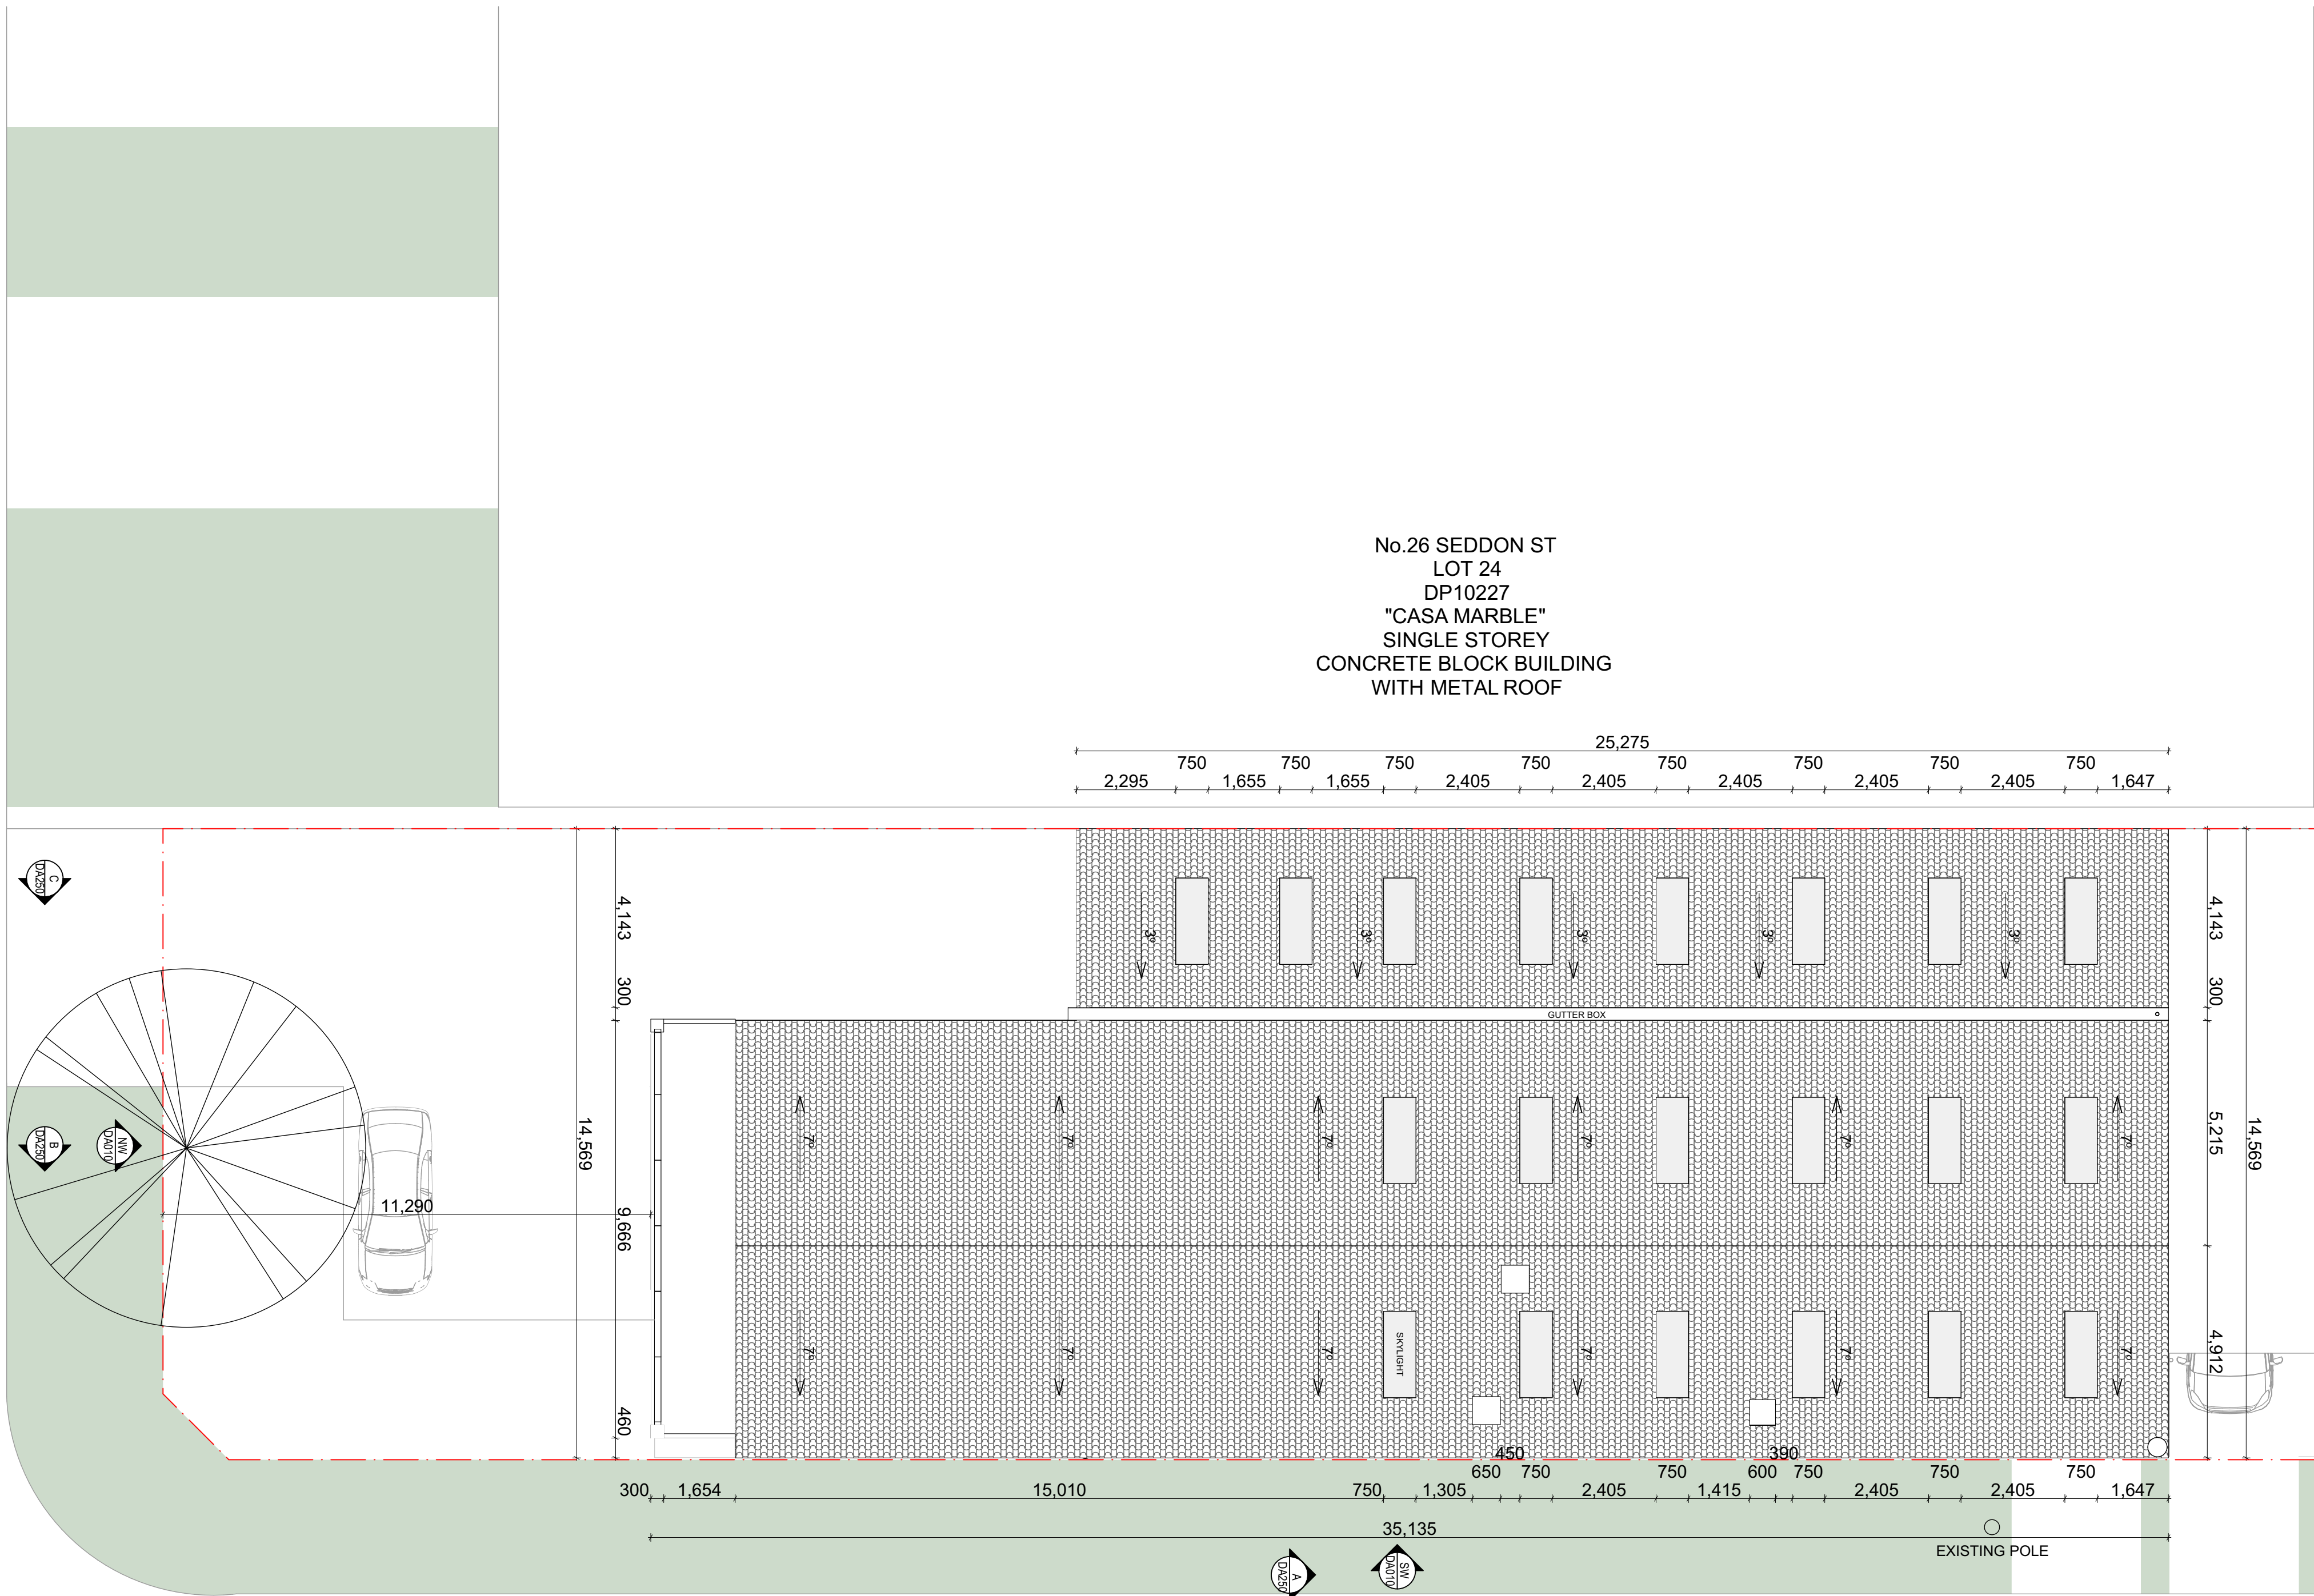 No.26 SEDDON ST
LOT 24
DP10227
"CASA MARBLE"
SINGLE STOREY
CONCRETE BLOCK BUILDING
WITH METAL ROOF
25,275
750 750 750 750 750 750 750 750
2,295 1,655 1,655 2,405 2,405 2,405 2,405 2,405 1,647
C
DA250
4,143
300
3° 3° 3° 3° 3°
4,143
300
GUTTER BOX
B
DA250
NW
DA010
14,569
11,290
9,666
460
7° 7° 7° 7° 7° 7°
5,215
14,569
7° 7° 7° 7° 7° 7°
SKYLIGHT
4,912
450 390
650 750 750 600 750 750 750
300 1,654 15,010 750 1,305 2,405 1,415 2,405 2,405 1,647
35,135
EXISTING POLE
A
DA250
SW
DA010